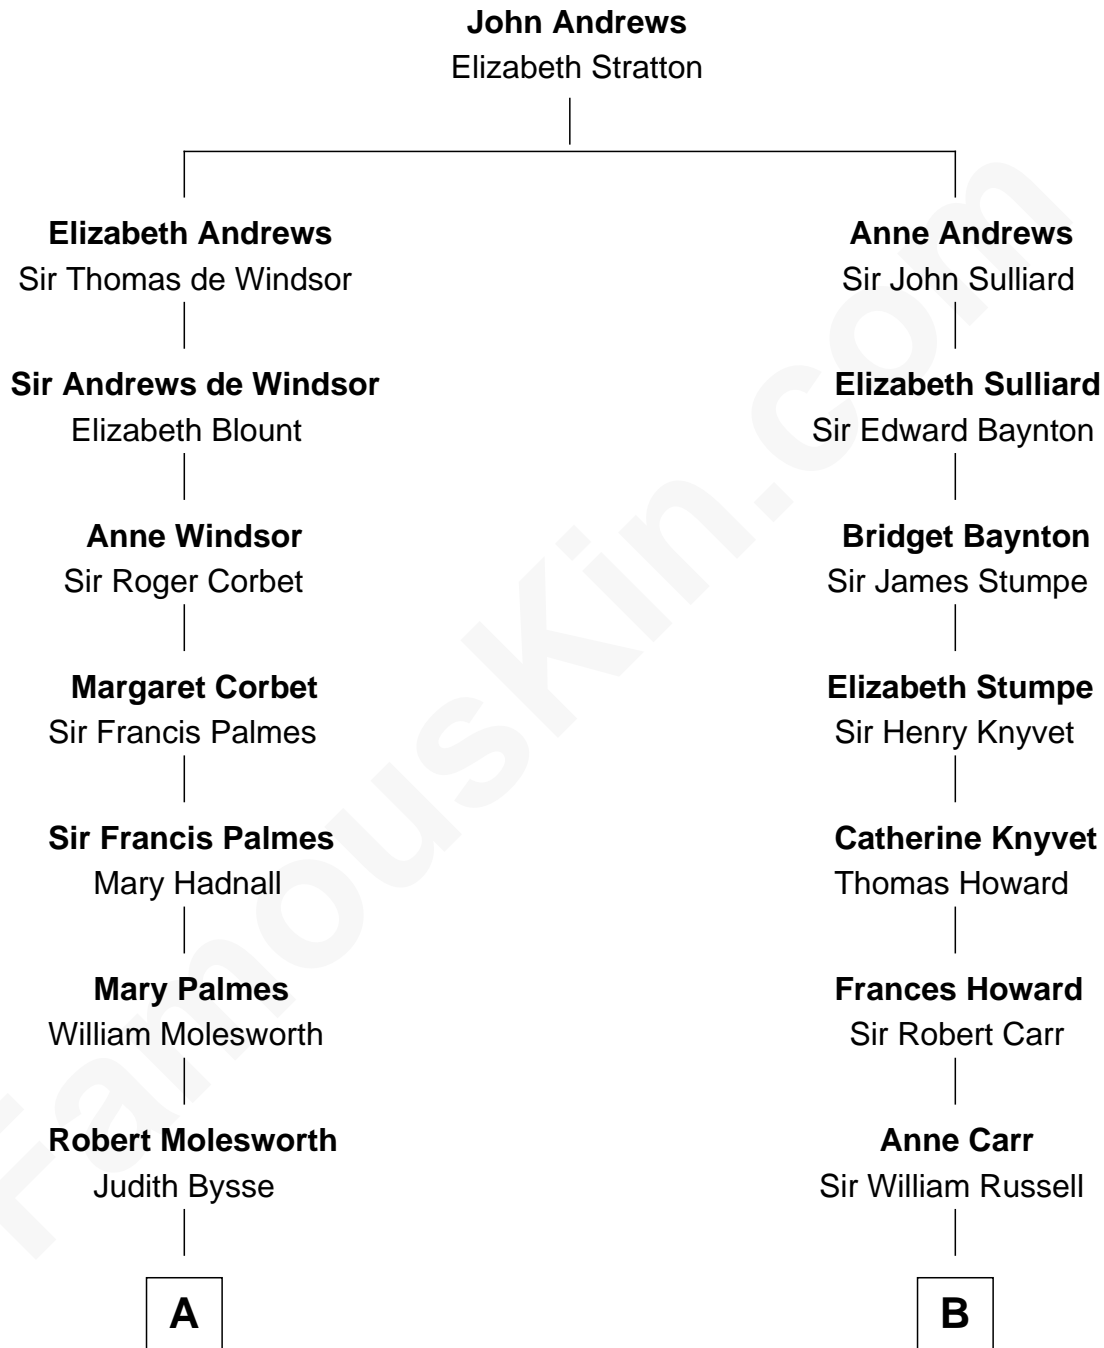 John Andrews
Elizabeth Stratton
Elizabeth Andrews
Sir Thomas de Windsor
Anne Andrews
Sir John Sulliard
Sir Andrews de Windsor
Elizabeth Blount
Elizabeth Sulliard
Sir Edward Baynton
Anne Windsor
Sir Roger Corbet
Bridget Baynton
Sir James Stumpe
Margaret Corbet
Sir Francis Palmes
Elizabeth Stumpe
Sir Henry Knyvet
Sir Francis Palmes
Mary Hadnall
Catherine Knyvet
Thomas Howard
Mary Palmes
William Molesworth
Frances Howard
Sir Robert Carr
Robert Molesworth
Judith Bysse
Anne Carr
Sir William Russell
A
B
FamousKin.com